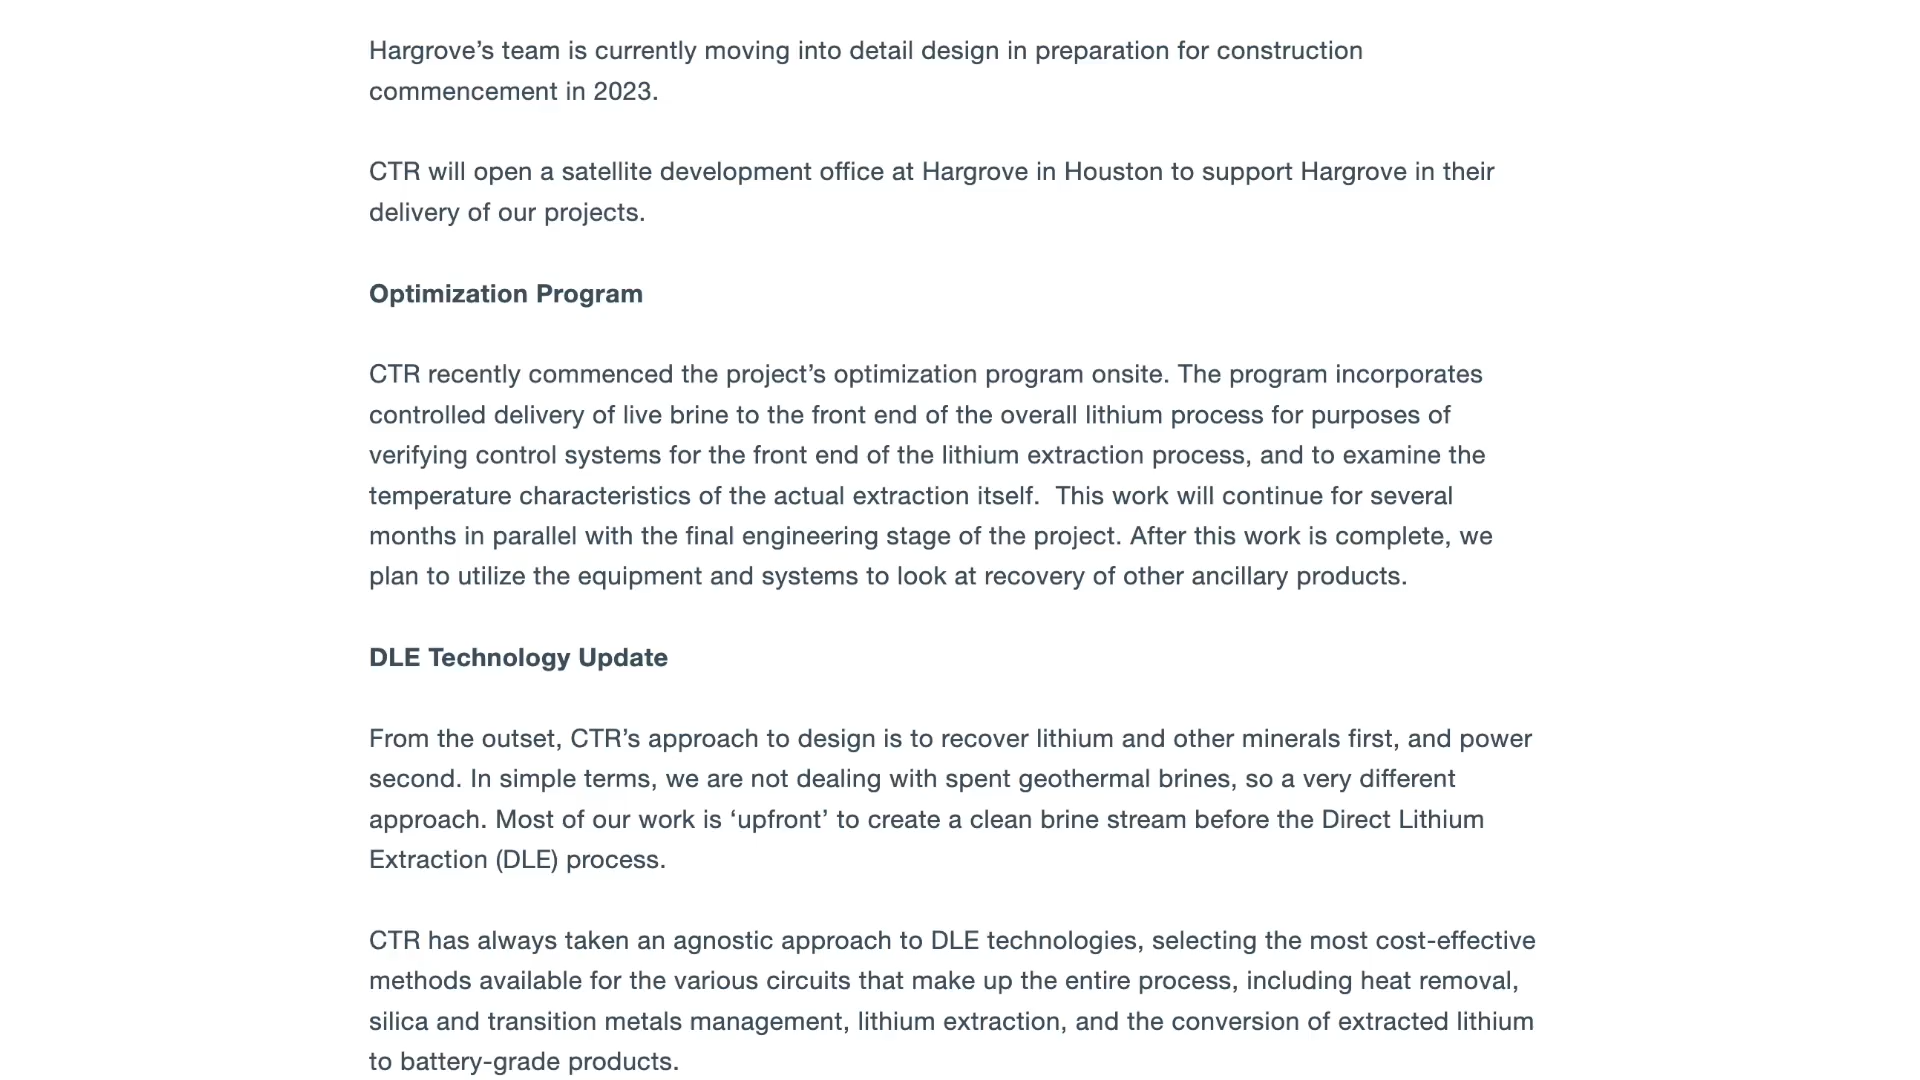 Hargrove’s team is currently moving into detail design in preparation for construction
commencement in 2023.
CTR will open a satellite development office at Hargrove in Houston to support Hargrove in their
delivery of our projects.
Optimization Program
CTR recently commenced the project’s optimization program onsite. The program incorporates
controlled delivery of live brine to the front end of the overall lithium process for purposes of
verifying control systems for the front end of the lithium extraction process, and to examine the
temperature characteristics of the actual extraction itself.  This work will continue for several
months in parallel with the final engineering stage of the project. After this work is complete, we
plan to utilize the equipment and systems to look at recovery of other ancillary products.
DLE Technology Update
From the outset, CTR’s approach to design is to recover lithium and other minerals first, and power
second. In simple terms, we are not dealing with spent geothermal brines, so a very different
approach. Most of our work is ‘upfront’ to create a clean brine stream before the Direct Lithium
Extraction (DLE) process.
CTR has always taken an agnostic approach to DLE technologies, selecting the most cost-effective
methods available for the various circuits that make up the entire process, including heat removal,
silica and transition metals management, lithium extraction, and the conversion of extracted lithium
to battery-grade products.